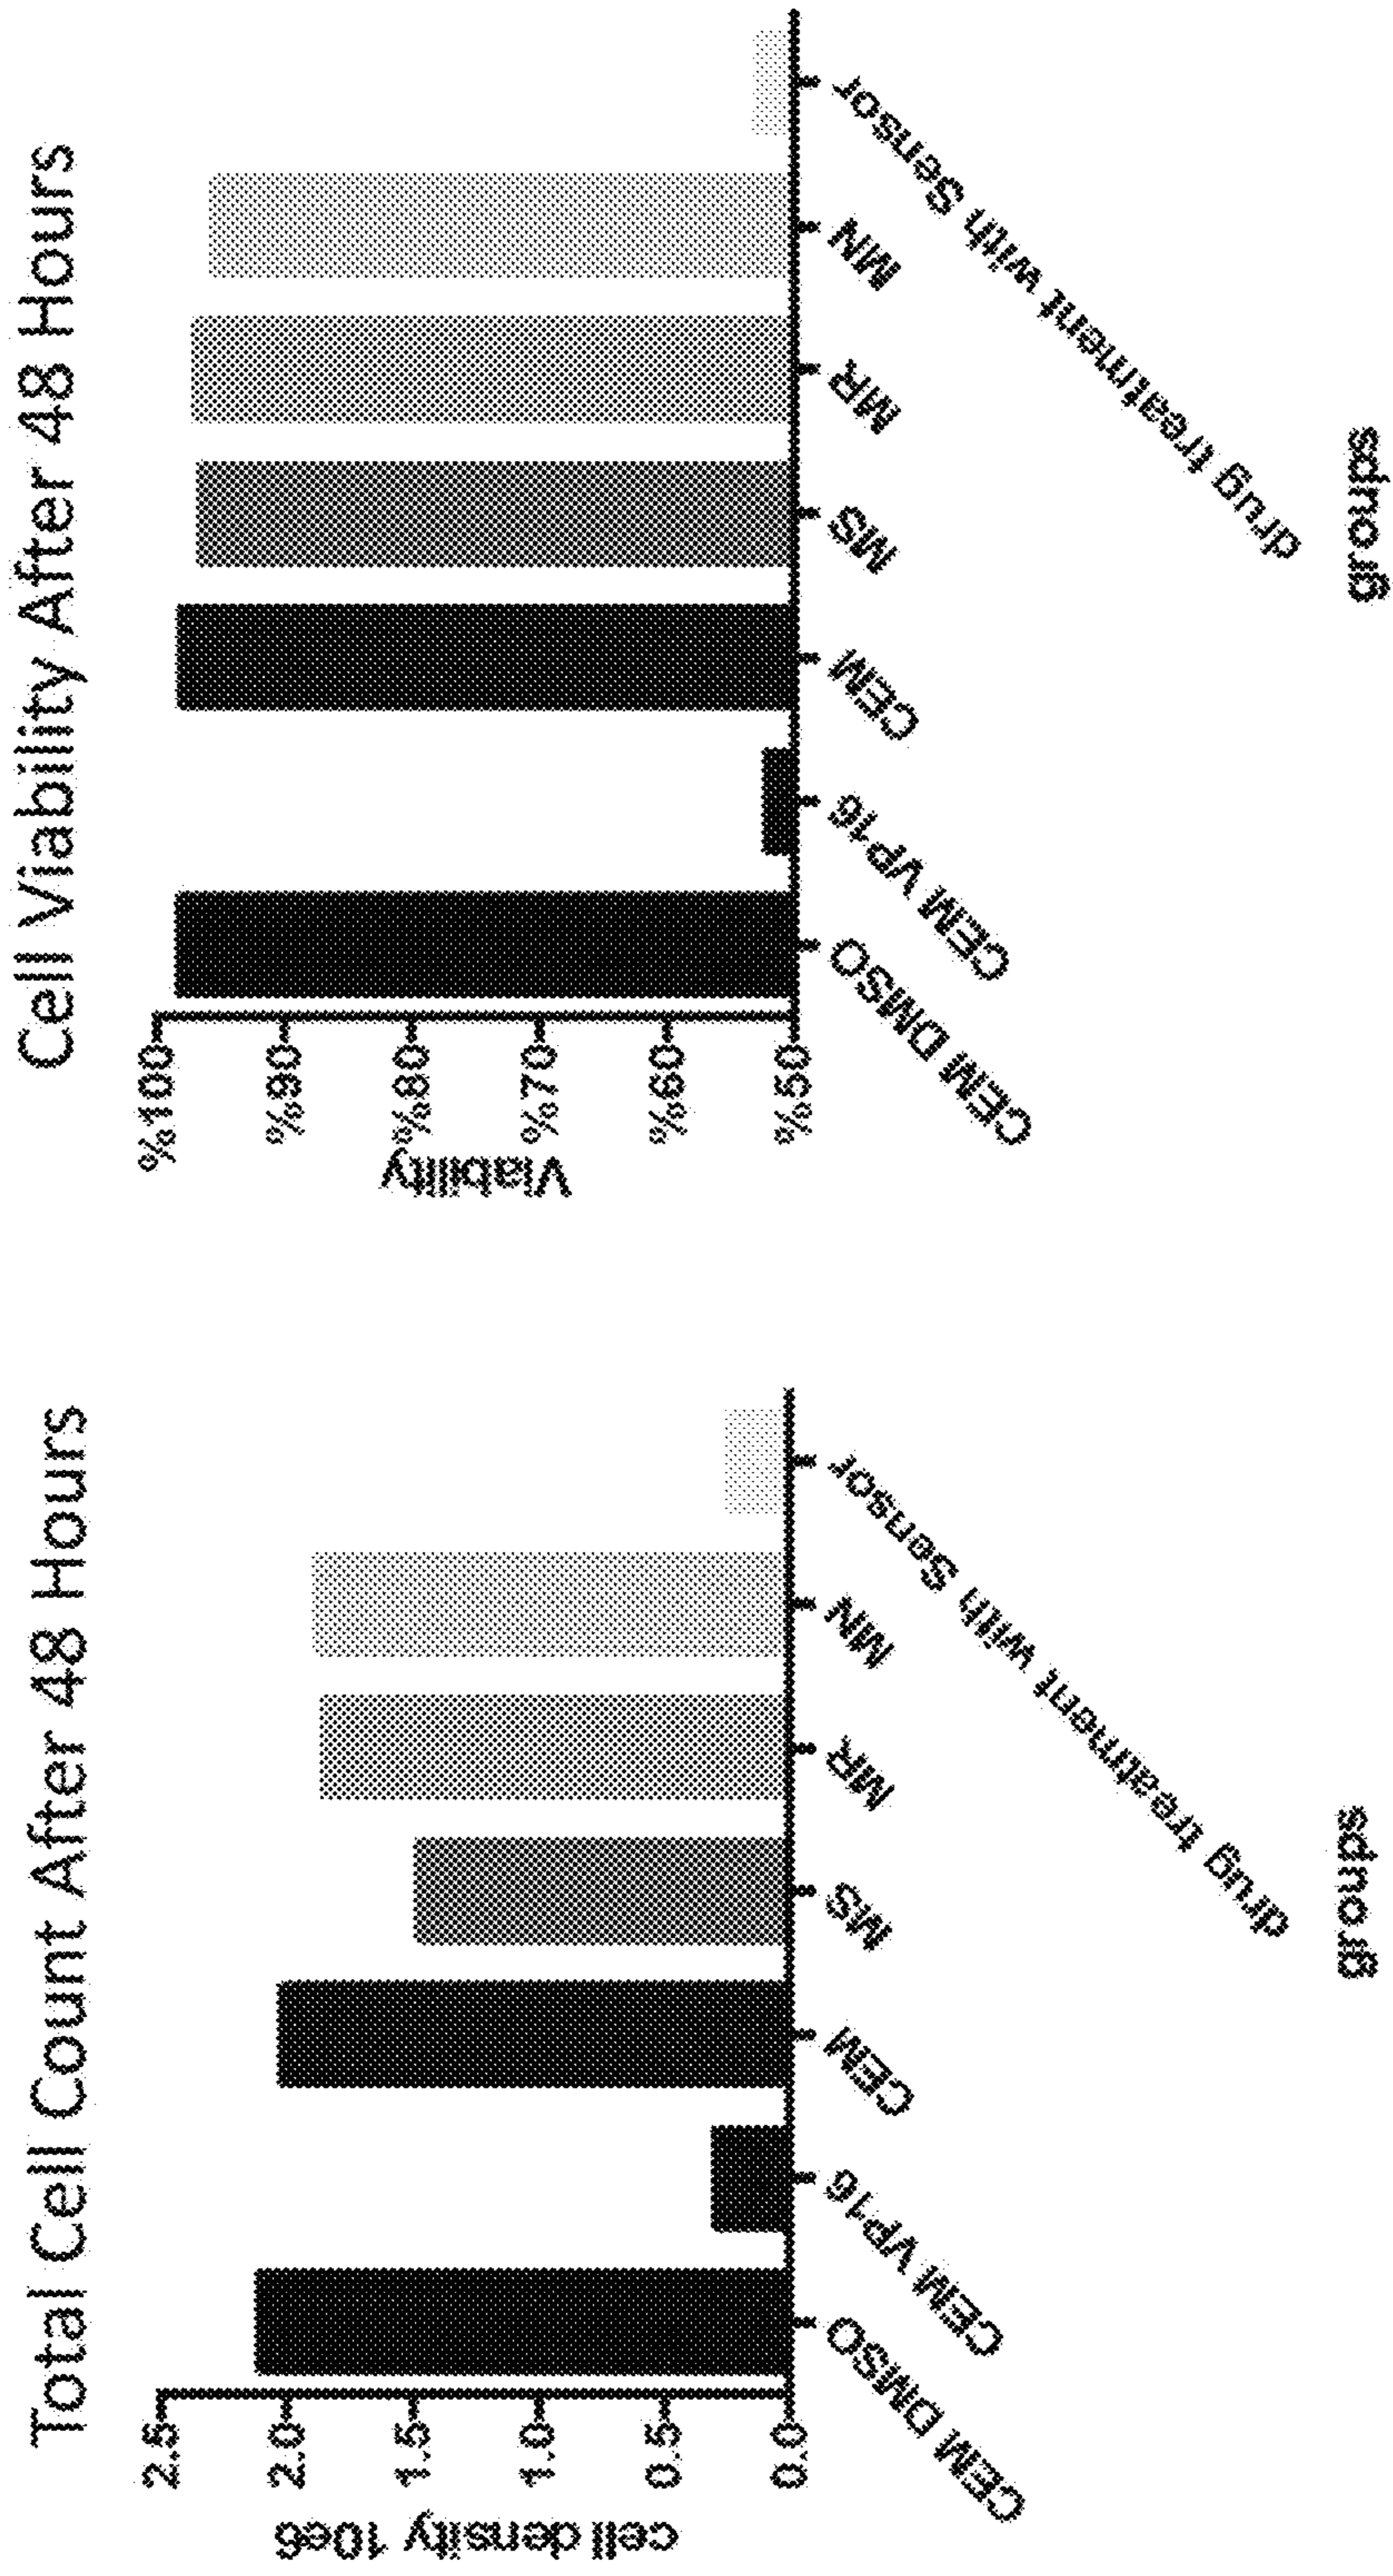 Total Cell Count After 48 Hours
cell density 10e6
2.5
2.0
1.5
1.0
0.5
0.0
CEM DMSO
CEM VP16
CEM
MS
MR
MN
drug treatment with Sensor
groups
Cell Viability After 48 Hours
Viability
%100
%90
%80
%70
%60
%50
CEM DMSO
CEM VP16
CEM
MS
MR
MN
drug treatment with Sensor
groups